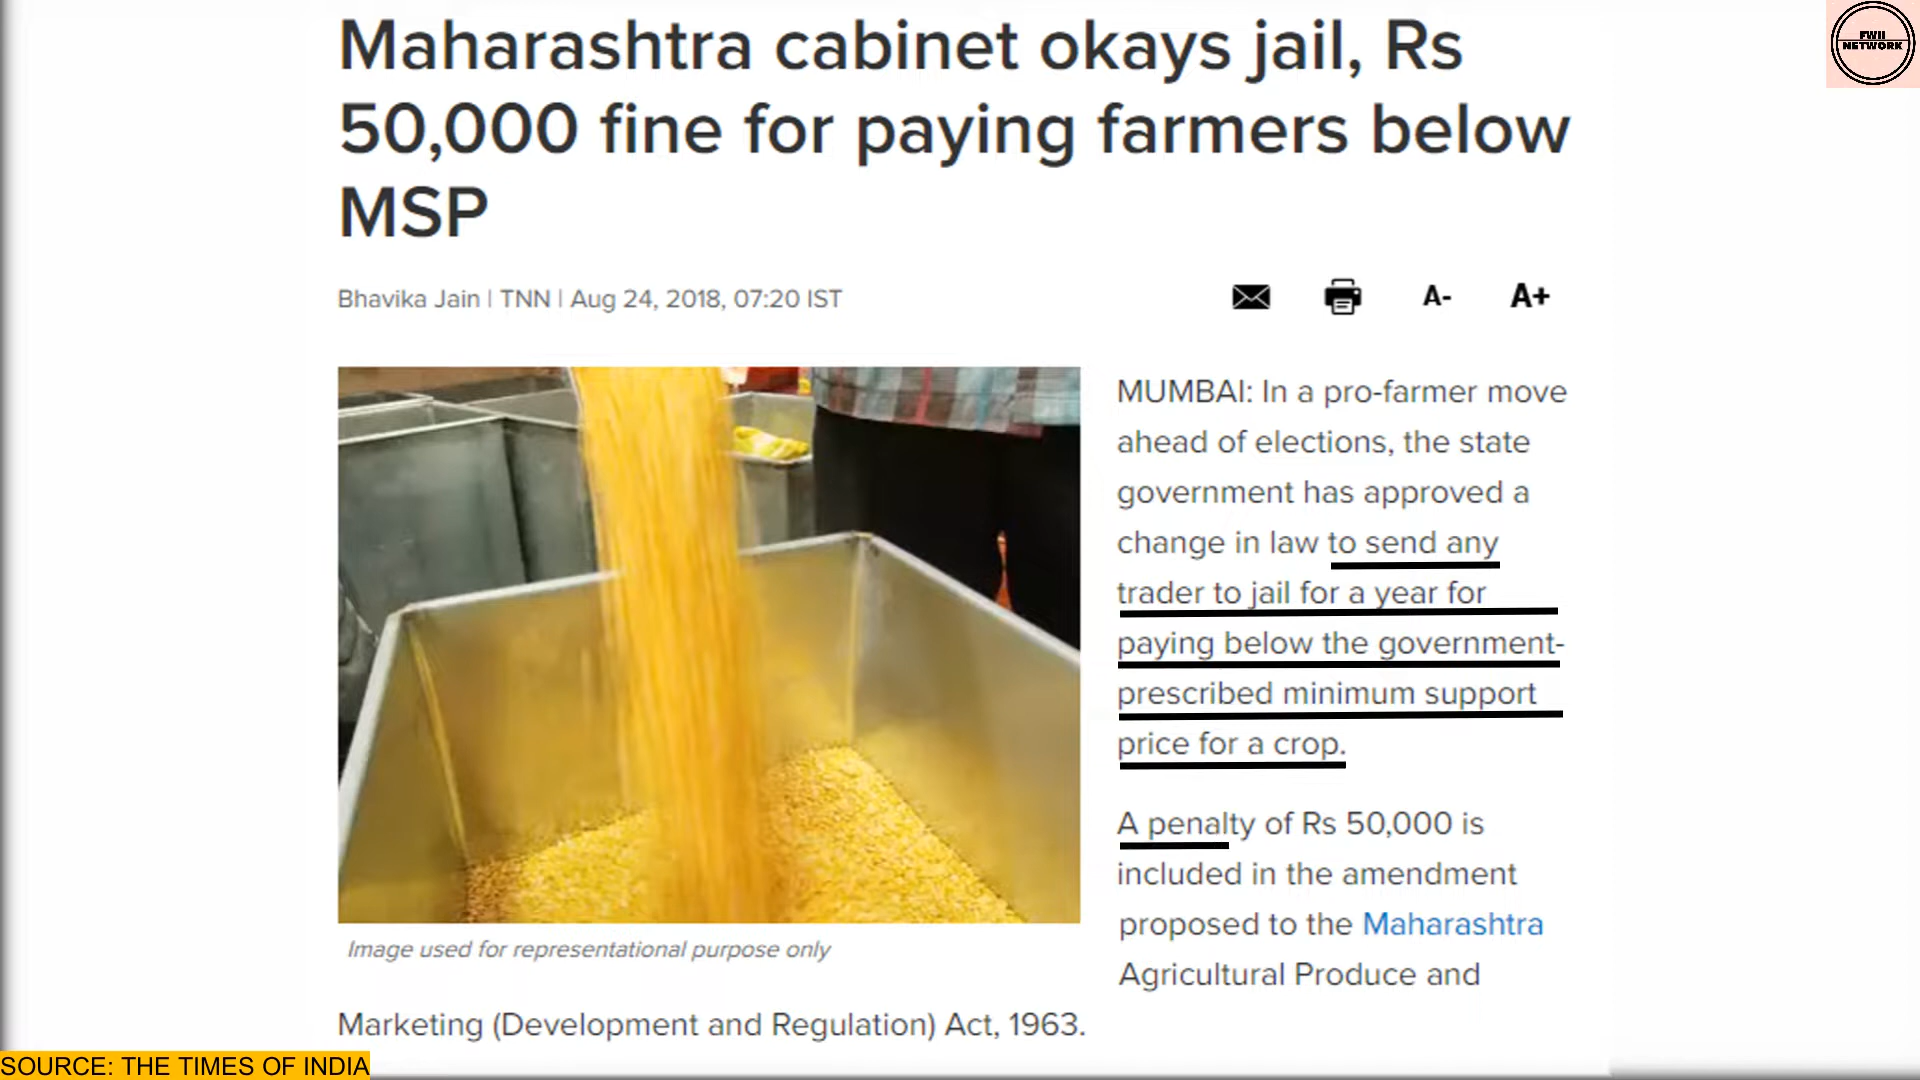 Maharashtra cabinet okays jail, Rs
50,000 fine for paying farmers below
MSP
FWII
NETWORK
Bhavika Jain | TNN | Aug 24, 2018, 07:20 IST
A-
A+
MUMBAI: In a pro-farmer move
ahead of elections, the state
government has approved a
change in law to send any
trader to jail for a year for
paying below the government-
prescribed minimum support
price for a crop.
A penalty of Rs 50,000 is
included in the amendment
proposed to the Maharashtra
Agricultural Produce and
Marketing (Development and Regulation) Act, 1963.
Image used for representational purpose only
SOURCE: THE TIMES OF INDIA